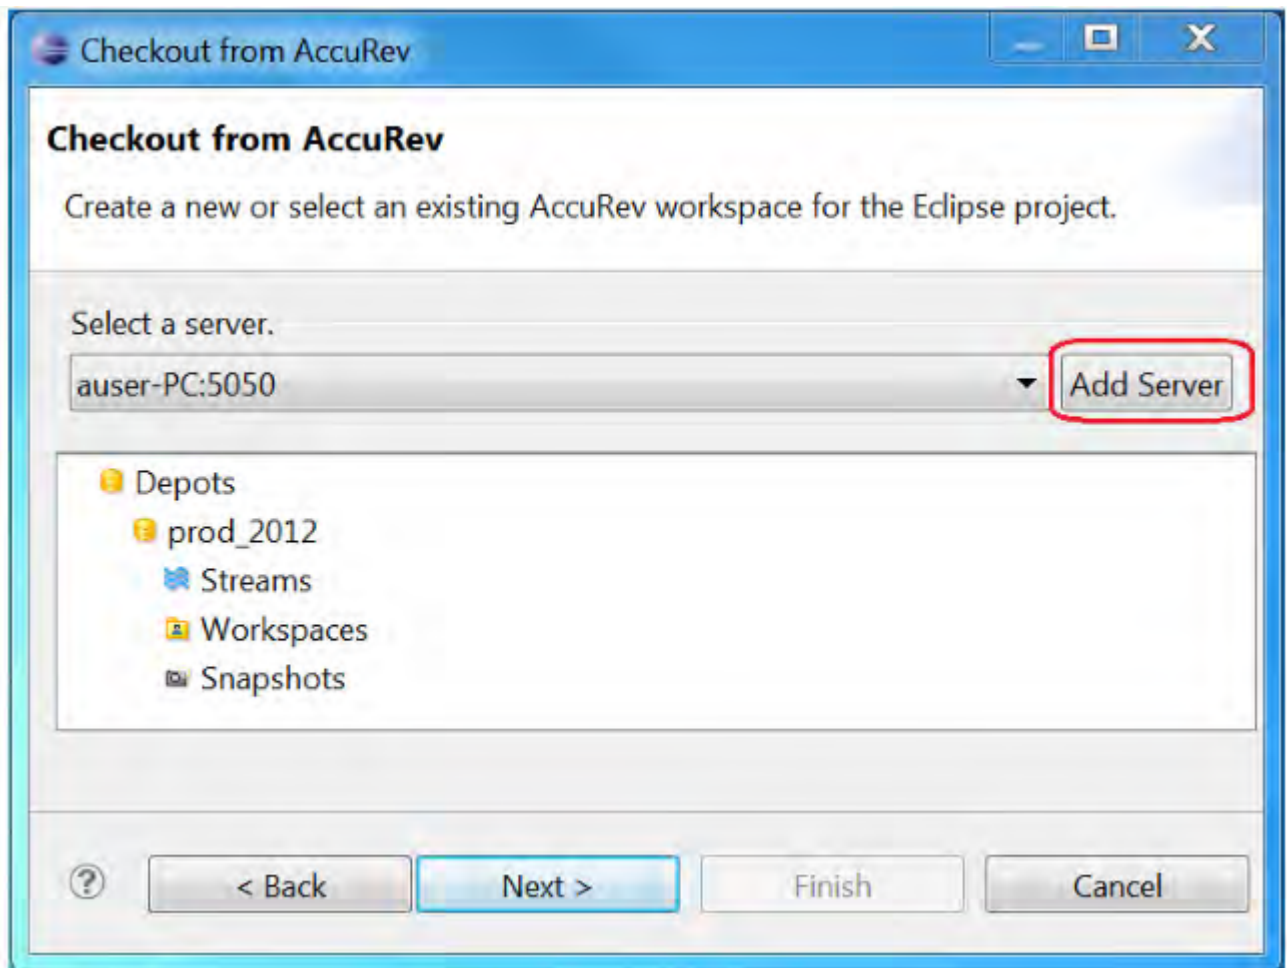 Checkout from AccuRev
Checkout from AccuRev
Create a new or select an existing AccuRev workspace for the Eclipse project.
Select a server.
auser-PC:5050
Add Server
Depots
prod_2012
Streams
Workspaces
Snapshots
?
< Back
Next >
Finish
Cancel